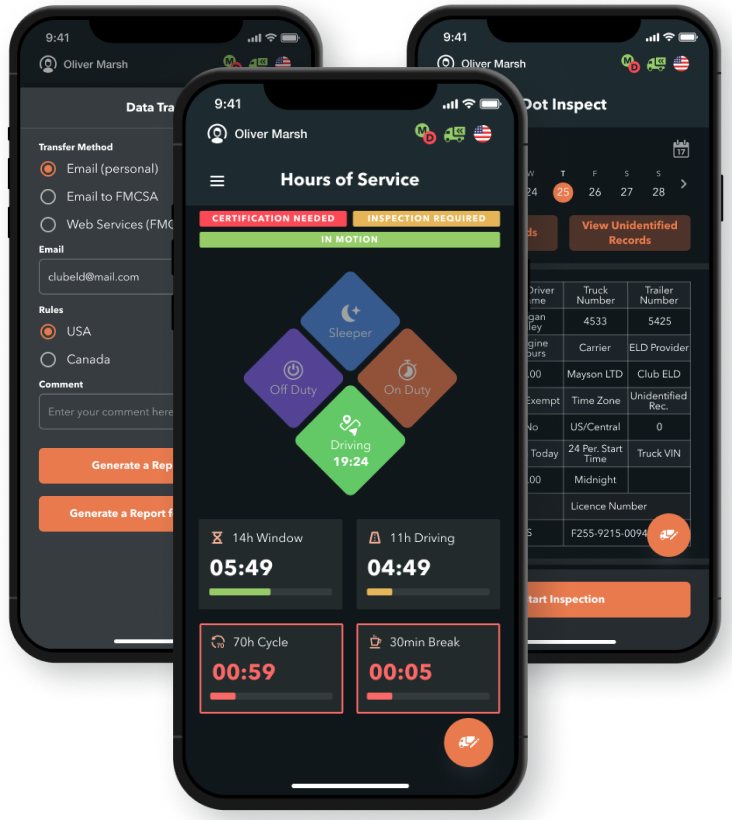 9:41
Oliver Marsh
M
D
Data Tra
Transfer Method
Email (personal)
Email to FMCSA
Web Services (FMC
Email
clubeld@mail.com
Rules
USA
Canada
Comment
Enter your comment here
Generate a Rep
Generate a Report f
9:41
Oliver Marsh
M
D
Hours of Service
CERTIFICATION NEEDED
INSPECTION REQUIRED
IN MOTION
Sleeper
Off Duty
On Duty
Driving
19:24
14h Window
05:49
11h Driving
04:49
70
70h Cycle
00:59
30min Break
00:05
9:41
Oliver Marsh
M
D
Dot Inspect
17
W T F S S
24 25 26 27 28
ds
View Unidentified
Records
Driver
me
Truck
Number
Trailer
Number
gan
ley
4533
5425
gine
ours
Carrier
ELD Provider
.00
Mayson LTD
Club ELD
Exempt
Time Zone
Unidentified
Rec.
No
US/Central
0
Today
24 Per. Start
Time
Truck VIN
.00
Midnight
Licence Number
S
F255-9215-0094
tart Inspection